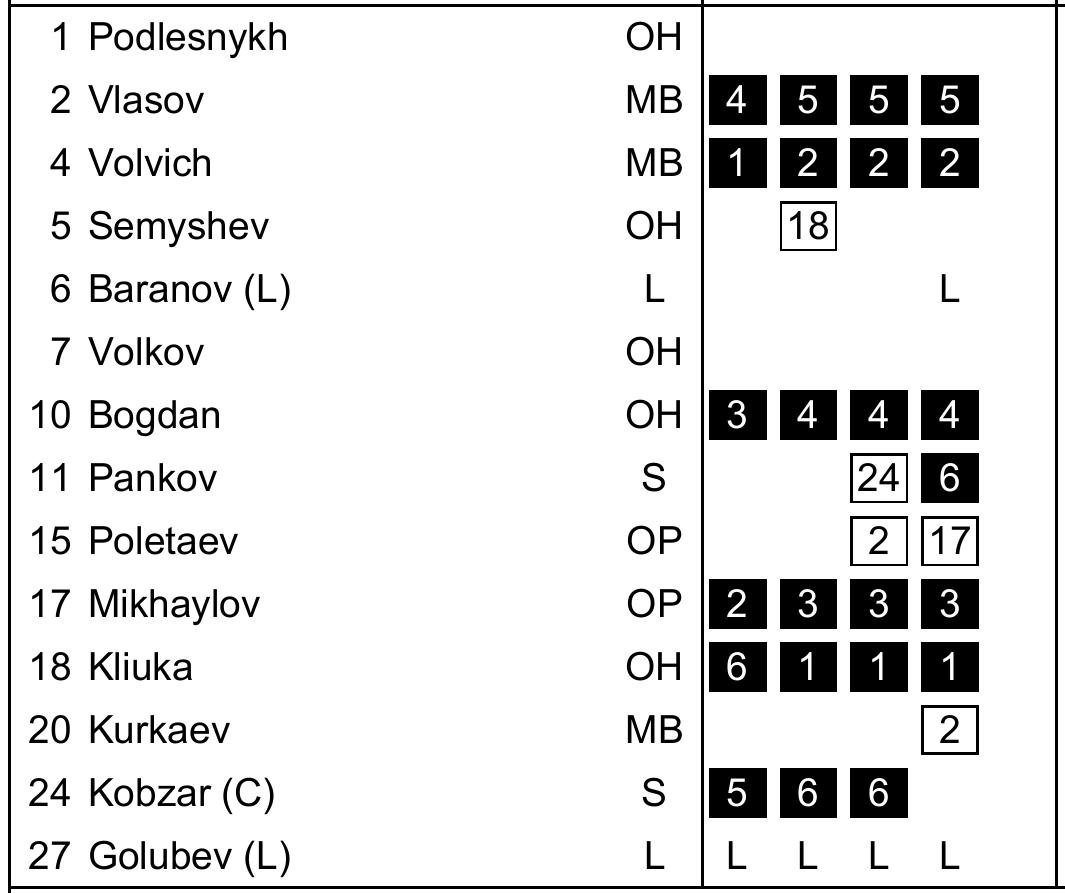 1 Podlesnykh OH
2 Vlasov MB 4 5 5 5
4 Volvich MB 1 2 2 2
5 Semyshev OH 18
6 Baranov (L) L L
7 Volkov OH
10 Bogdan OH 3 4 4 4
11 Pankov S 24 6
15 Poletaev OP 2 17
17 Mikhaylov OP 2 3 3 3
18 Kliuka OH 6 1 1 1
20 Kurkaev MB 2
24 Kobzar (C) S 5 6 6
27 Golubev (L) L L L L L